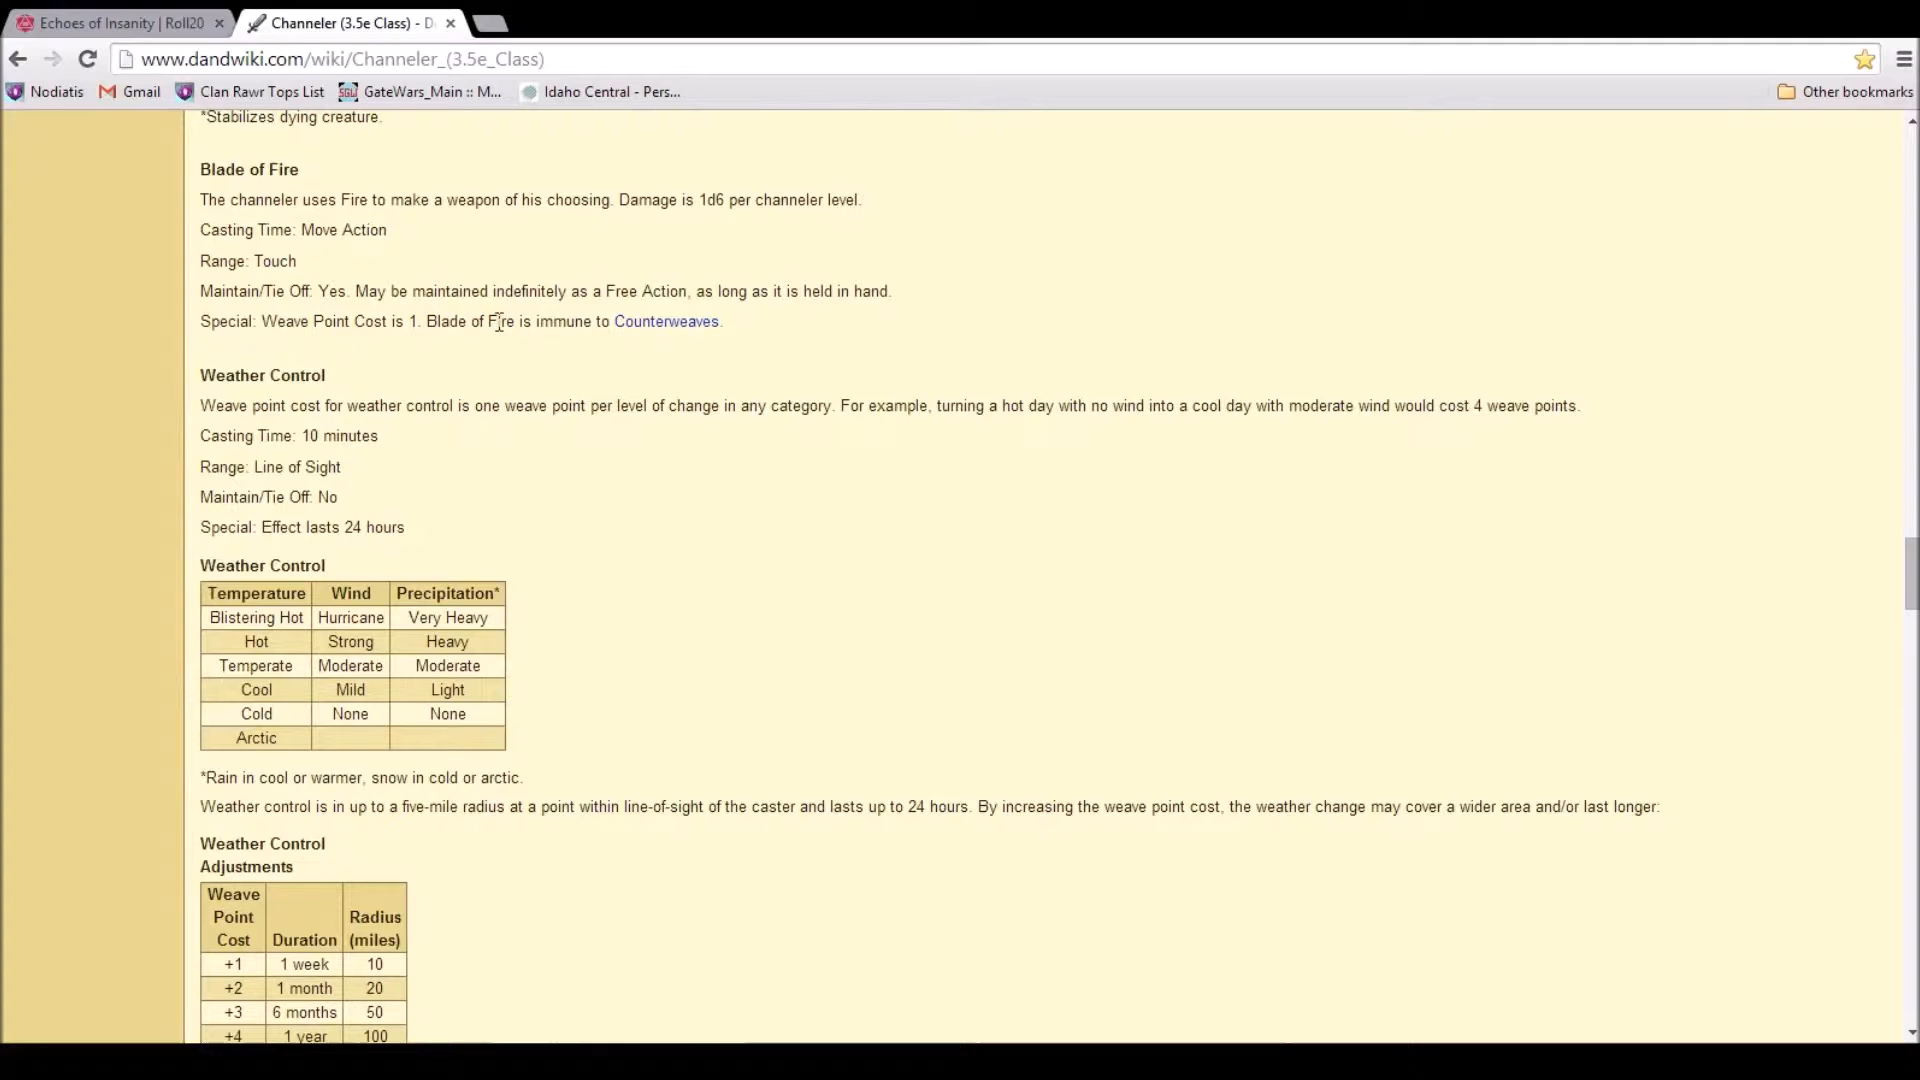 Echoes of Insanity | Roll20
Channeler (3.5e Class) - D
www.dandwiki.com/wiki/Channeler_(3.5e_Class)
Nodiatis Gmail Clan Rawr Tops List GateWars_Main :: M... Idaho Central - Pers... Other bookmarks
*Stabilizes dying creature.
Blade of Fire
The channeler uses Fire to make a weapon of his choosing. Damage is 1d6 per channeler level.
Casting Time: Move Action
Range: Touch
Maintain/Tie Off: Yes. May be maintained indefinitely as a Free Action, as long as it is held in hand.
Special: Weave Point Cost is 1. Blade of Fire is immune to Counterweaves.
Weather Control
Weave point cost for weather control is one weave point per level of change in any category. For example, turning a hot day with no wind into a cool day with moderate wind would cost 4 weave points.
Casting Time: 10 minutes
Range: Line of Sight
Maintain/Tie Off: No
Special: Effect lasts 24 hours
Weather Control
Temperature Wind Precipitation*
Blistering Hot Hurricane Very Heavy
Hot Strong Heavy
Temperate Moderate Moderate
Cool Mild Light
Cold None None
Arctic
*Rain in cool or warmer, snow in cold or arctic.
Weather control is in up to a five-mile radius at a point within line-of-sight of the caster and lasts up to 24 hours. By increasing the weave point cost, the weather change may cover a wider area and/or last longer:
Weather Control
Adjustments
Weave
Point Radius
Cost Duration (miles)
+1 1 week 10
+2 1 month 20
+3 6 months 50
+4 1 year 100